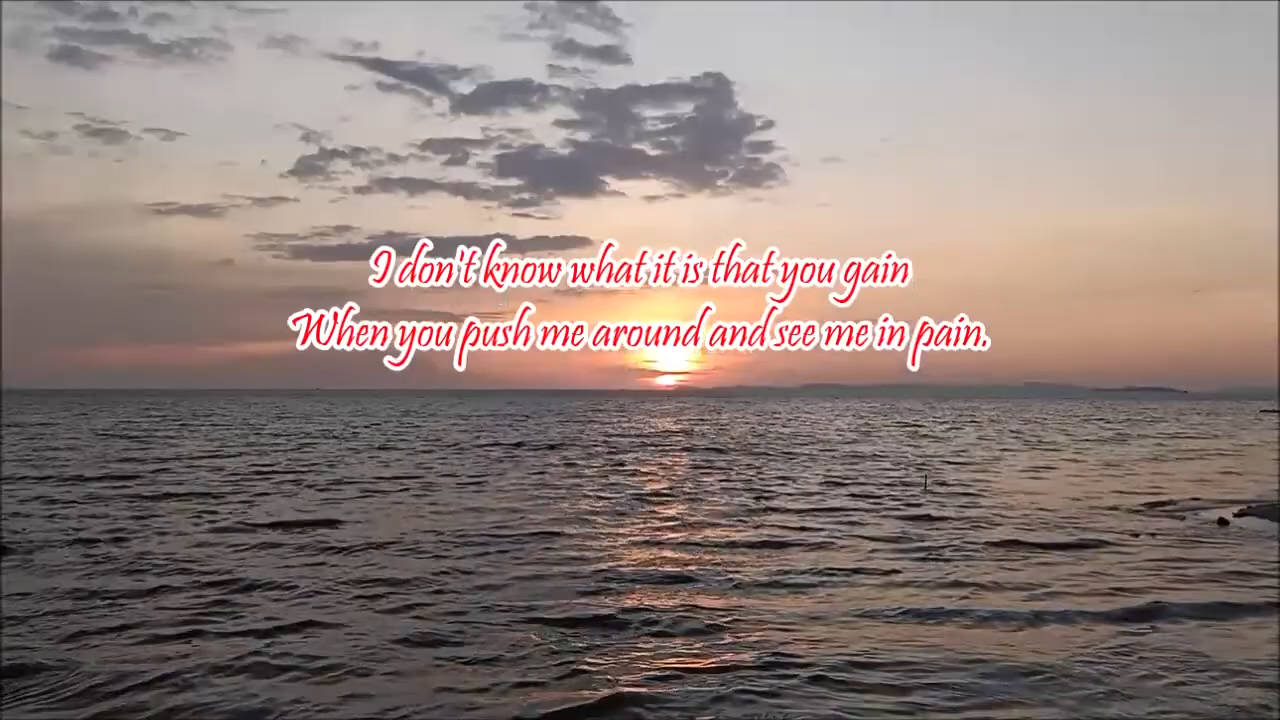 I don't know what it is that you gain
When you push me around and see me in pain.